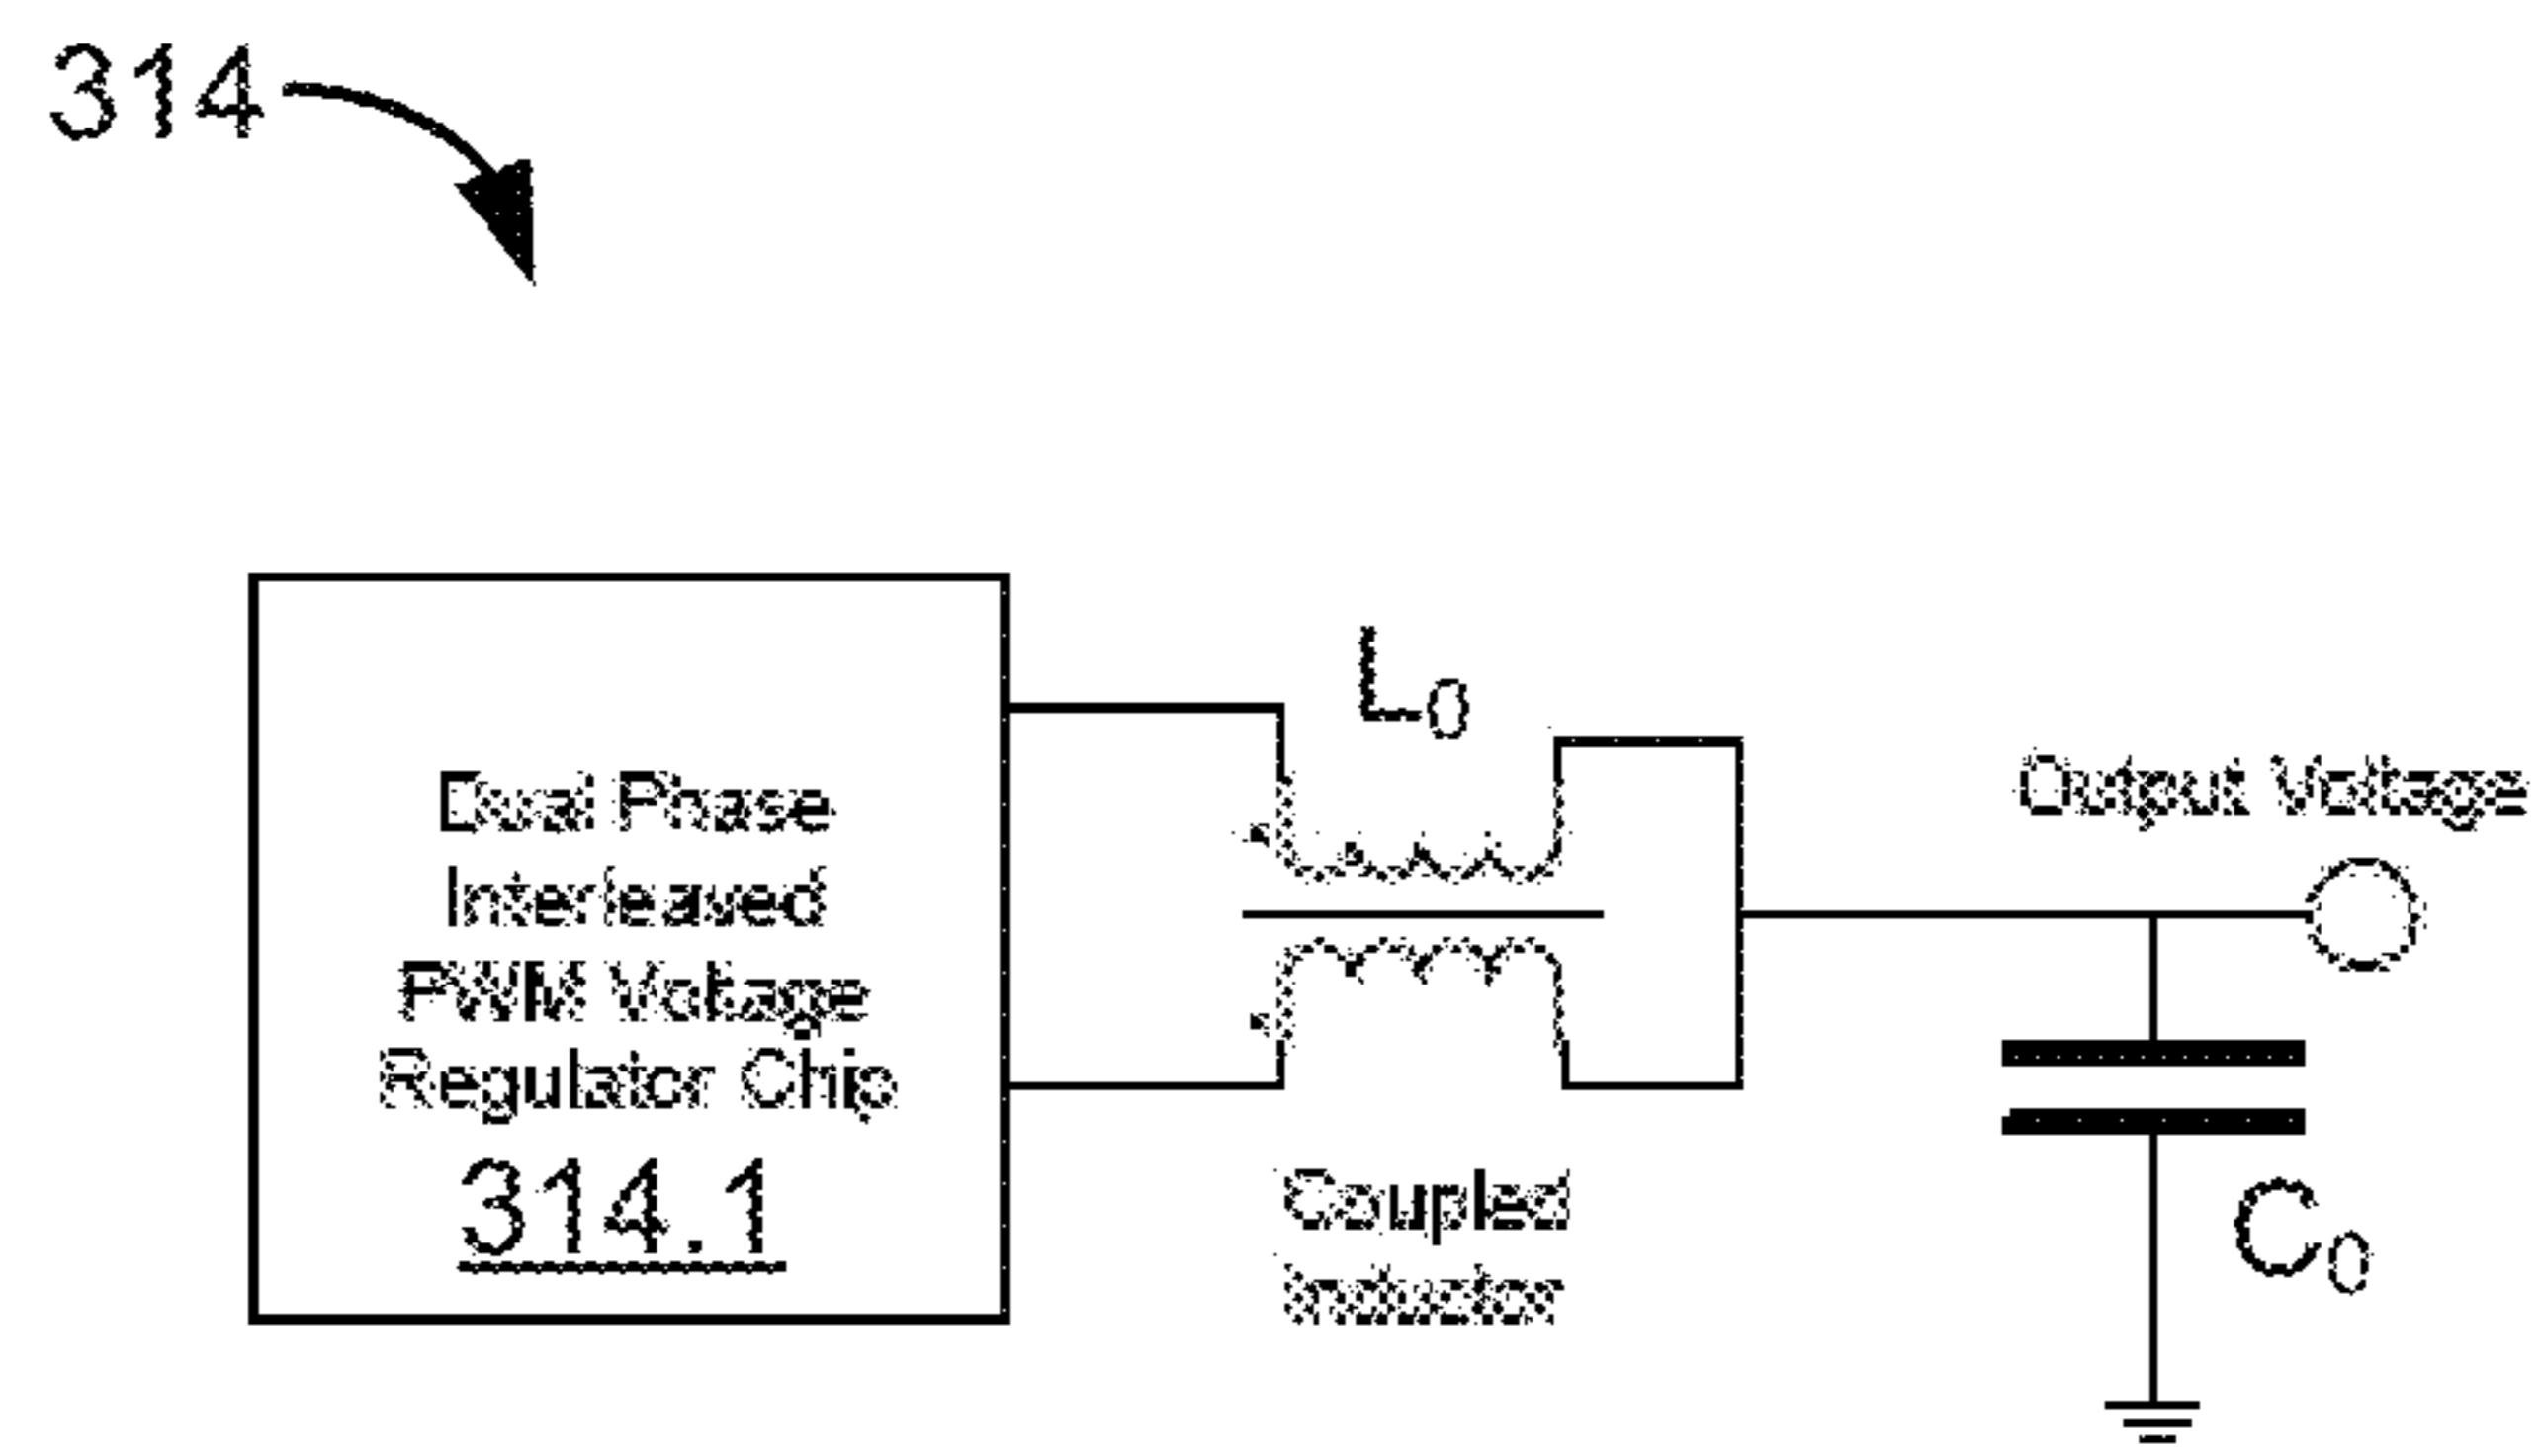 314
L0
Output Voltage
Dual Phase
Interleaved
PWM Voltage
Regulator Chip
314.1
Coupled
Inductor
C0